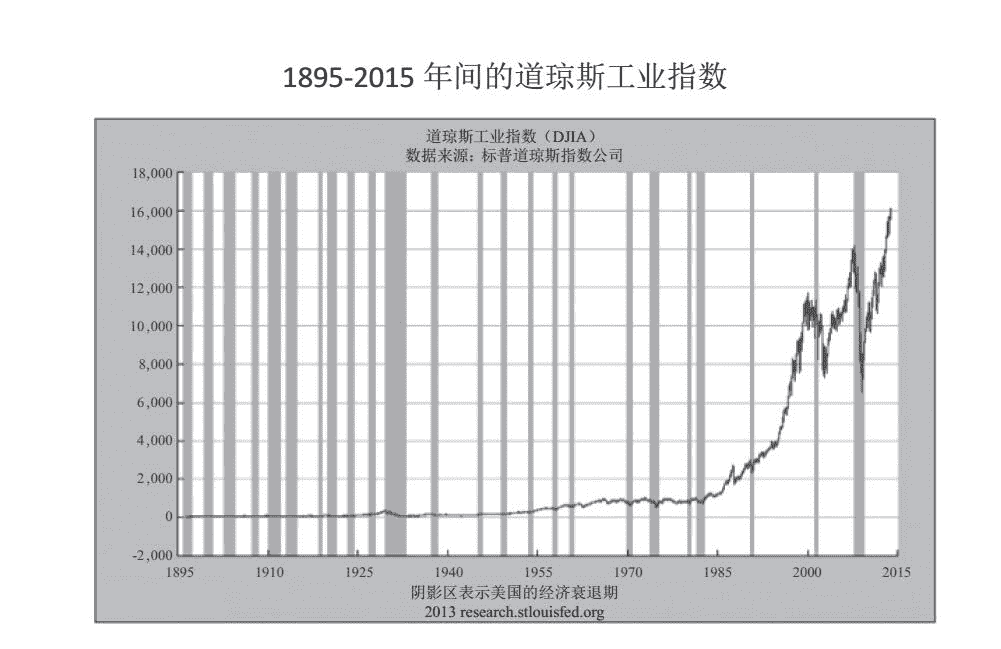 1895-2015 年间的道琼斯工业指数
道琼斯工业指数（DJIA）
数据来源：标普道琼斯指数公司
18,000
16,000
14,000
12,000
10,000
8,000
6,000
4,000
2,000
0
-2,000
1895 1910 1925 1940 1955 1970 1985 2000 2015
阴影区表示美国的经济衰退期
2013 research.stlouisfed.org